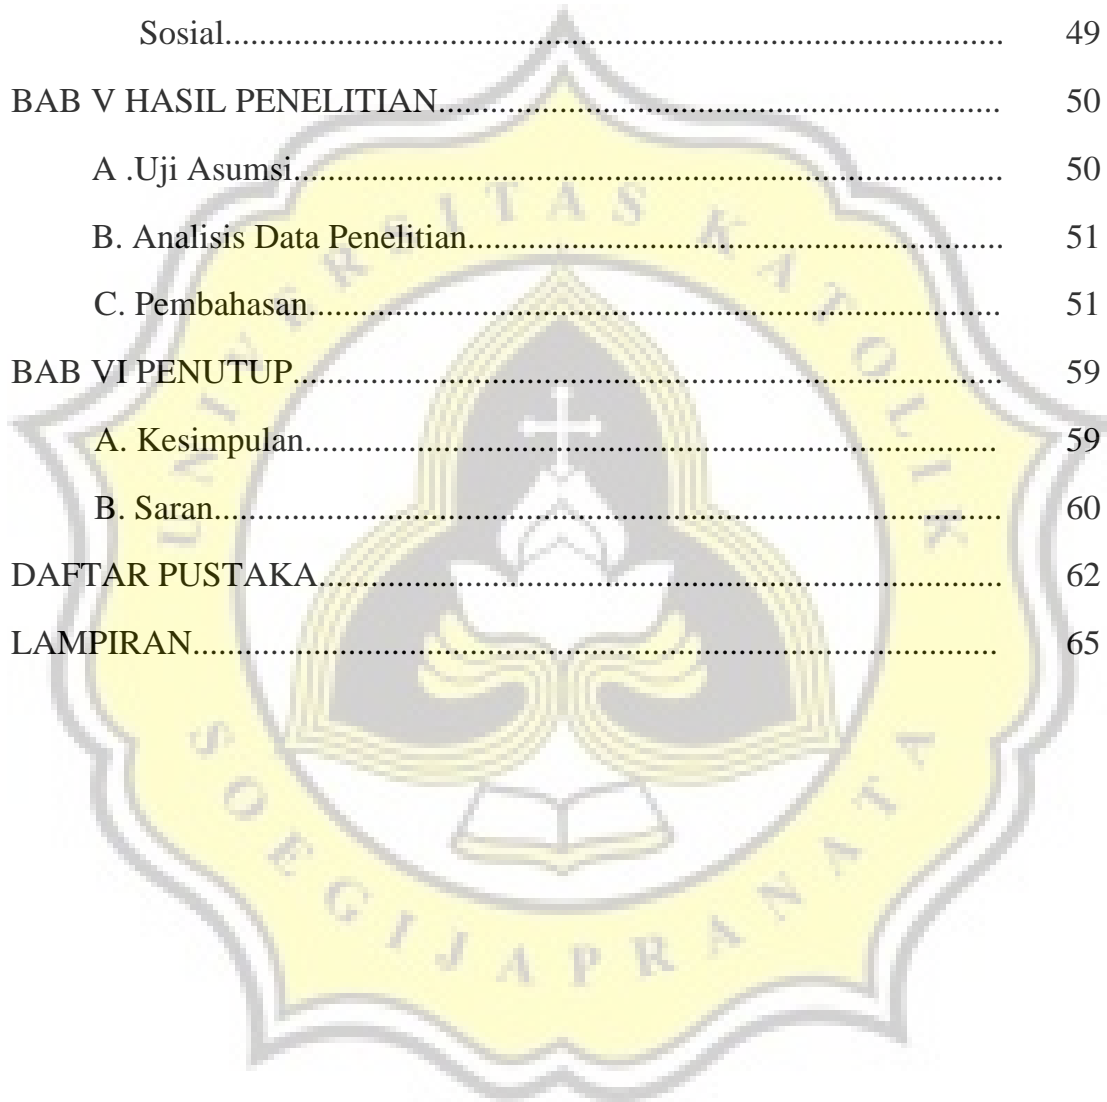 Sosial.......................................................................................... 49
BAB V HASIL PENELITIAN................................................................. 50
A .Uji Asumsi................................................................................... 50
B. Analisis Data Penelitian.............................................................. 51
C. Pembahasan................................................................................ 51
BAB VI PENUTUP................................................................................. 59
A. Kesimpulan................................................................................ 59
B. Saran........................................................................................... 60
DAFTAR PUSTAKA............................................................................... 62
LAMPIRAN............................................................................................. 65
UNIVERSITAS KATOLIK
SOEGIJAPRANATA